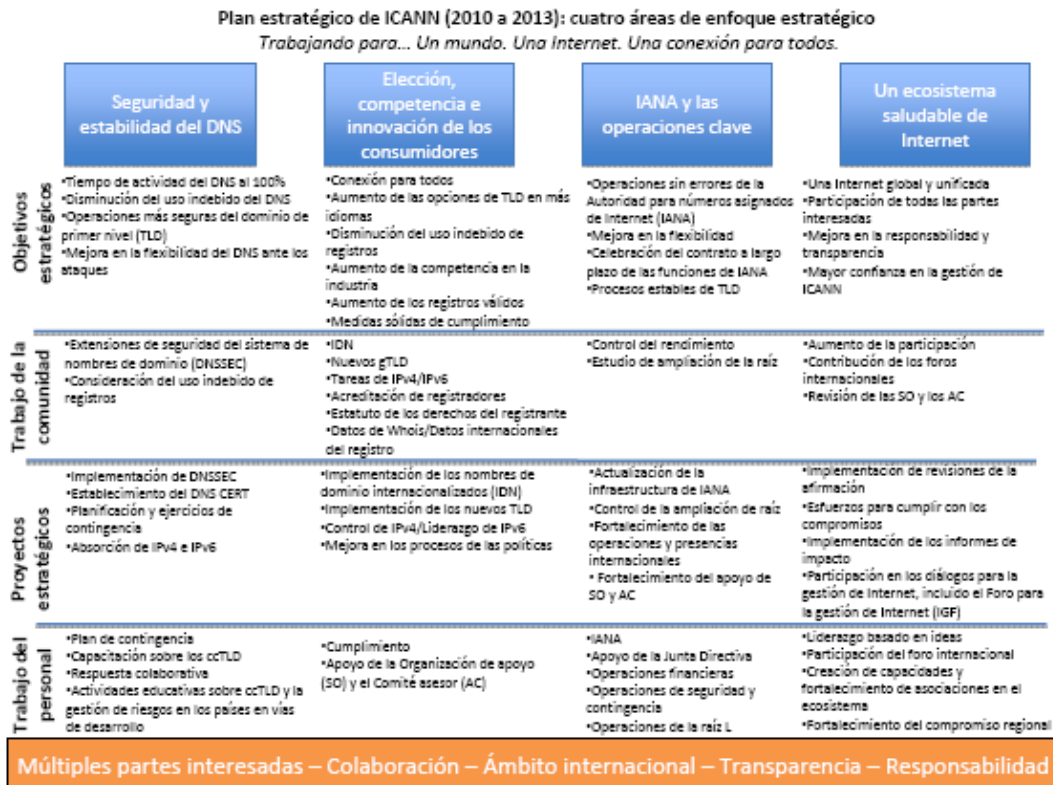 Plan estratégico de ICANN (2010 a 2013): cuatro áreas de enfoque estratégico
Trabajando para... Un mundo. Una Internet. Una conexión para todos.
Seguridad y
estabilidad del DNS
Elección,
competencia e
innovación de los
consumidores
IANA y las
operaciones clave
Un ecosistema
saludable de
Internet
Objetivos
estratégicos
•Tiempo de actividad del DNS al 100%
•Disminución del uso indebido del DNS
•Operaciones más seguras del dominio de
primer nivel (TLD)
•Mejora en la flexibilidad del DNS ante los
ataques
•Conexión para todos
•Aumento de las opciones de TLD en más
idiomas
•Disminución del uso indebido de
registros
•Aumento de la competencia en la
industria
•Aumento de los registros válidos
•Medidas sólidas de cumplimiento
•Operaciones sin errores de la
Autoridad para números asignados
de Internet (IANA)
•Mejora en la flexibilidad
•Celebración del contrato a largo
plazo de las funciones de IANA
•Procesos estables de TLD
•Una Internet global y unificada
•Participación de todas las partes
interesadas
•Mejora en la responsabilidad y
transparencia
•Mayor confianza en la gestión de
ICANN
Trabajo de la
comunidad
•Extensiones de seguridad del sistema de
nombres de dominio (DNSSEC)
•Consideración del uso indebido de
registros
•IDN
•Nuevos gTLD
•Tareas de IPv4/IPv6
•Acreditación de registradores
•Estatuto de los derechos del registrante
•Datos de Whois/Datos internacionales
del registro
•Control del rendimiento
•Estudio de ampliación de la raíz
•Aumento de la participación
•Contribución de los foros
internacionales
•Revisión de las SO y los AC
Proyectos
estratégicos
•Implementación de DNSSEC
•Establecimiento del DNS CERT
•Planificación y ejercicios de
contingencia
•Absorción de IPv4 e IPv6
•Implementación de los nombres de
dominio internacionalizados (IDN)
•Implementación de los nuevos TLD
•Control de IPv4/Liderazgo de IPv6
•Mejora en los procesos de las políticas
•Actualización de la
infraestructura de IANA
•Control de la ampliación de raíz
•Fortalecimiento de las
operaciones y presencias
internacionales
• Fortalecimiento del apoyo de
SO y AC
•Implementación de revisiones de la
afirmación
•Esfuerzos para cumplir con los
compromisos
•Implementación de los informes de
impacto
•Participación en los diálogos para la
gestión de Internet, incluido el Foro para
la gestión de Internet (IGF)
Trabajo del
personal
•Plan de contingencia
•Capacitación sobre los ccTLD
•Respuesta colaborativa
•Actividades educativas sobre ccTLD y la
gestión de riesgos en los países en vías
de desarrollo
•Cumplimiento
•Apoyo de la Organización de apoyo
(SO) y el Comité asesor (AC)
•IANA
•Apoyo de la Junta Directiva
•Operaciones financieras
•Operaciones de seguridad y
contingencia
•Operaciones de la raíz L
•Liderazgo basado en ideas
•Participación del foro internacional
•Creación de capacidades y
fortalecimiento de asociaciones en el
ecosistema
•Fortalecimiento del compromiso regional
Múltiples partes interesadas – Colaboración – Ámbito internacional – Transparencia – Responsabilidad